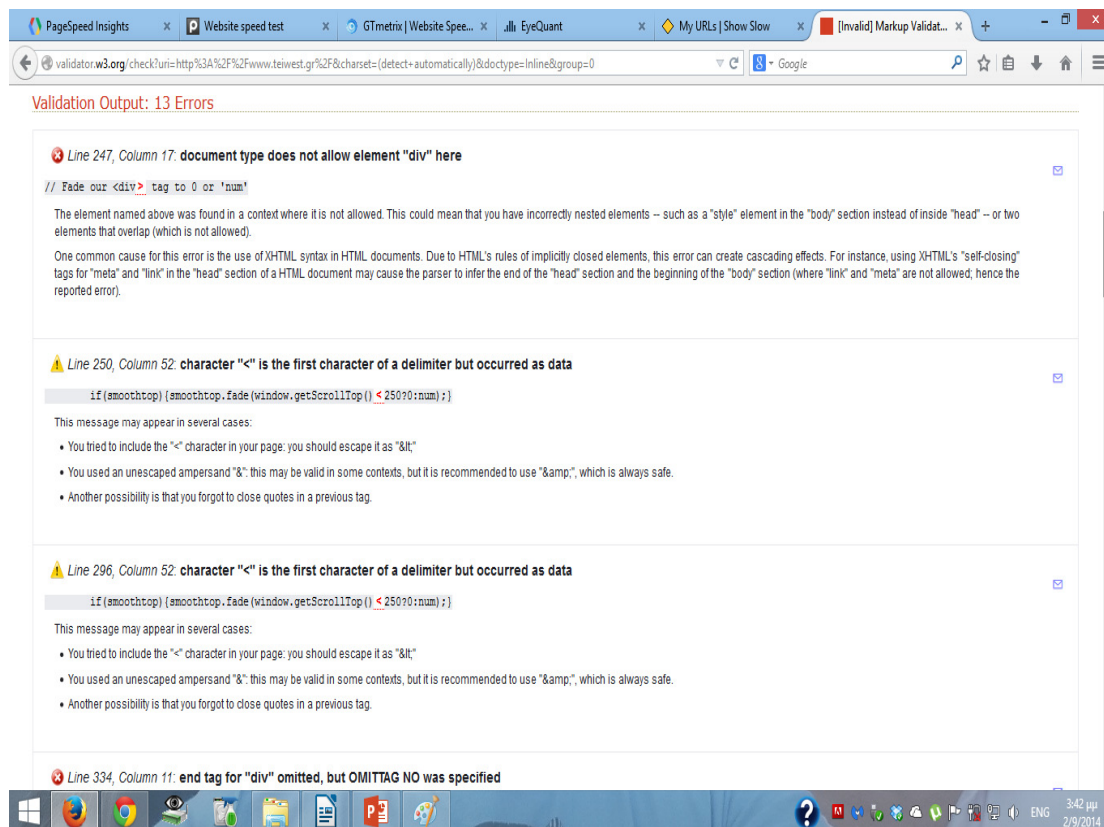 PageSpeed Insights x Website speed test x GTmetrix | Website Spee... x EyeQuant x My URLs | Show Slow x [Invalid] Markup Validat... x +
validator.w3.org/check?uri=http%3A%2F%2Fwww.teiwest.gr%2F&charset=(detect+automatically)&doctype=Inline&group=0 Google
Validation Output: 13 Errors
Line 247, Column 17: document type does not allow element "div" here
// Fade our <div> tag to 0 or 'num'
The element named above was found in a context where it is not allowed. This could mean that you have incorrectly nested elements -- such as a "style" element in the "body" section instead of inside "head" -- or two
elements that overlap (which is not allowed).
One common cause for this error is the use of XHTML syntax in HTML documents. Due to HTML's rules of implicitly closed elements, this error can create cascading effects. For instance, using XHTML's "self-closing"
tags for "meta" and "link" in the "head" section of a HTML document may cause the parser to infer the end of the "head" section and the beginning of the "body" section (where "link" and "meta" are not allowed; hence the
reported error).
Line 250, Column 52: character "<" is the first character of a delimiter but occurred as data
if(smoothtop){smoothtop.fade(window.getScrollTop()<250?0:num);}
This message may appear in several cases:
• You tried to include the "<" character in your page: you should escape it as "&lt;"
• You used an unescaped ampersand "&": this may be valid in some contexts, but it is recommended to use "&amp;", which is always safe.
• Another possibility is that you forgot to close quotes in a previous tag.
Line 296, Column 52: character "<" is the first character of a delimiter but occurred as data
if(smoothtop){smoothtop.fade(window.getScrollTop()<250?0:num);}
This message may appear in several cases:
• You tried to include the "<" character in your page: you should escape it as "&lt;"
• You used an unescaped ampersand "&": this may be valid in some contexts, but it is recommended to use "&amp;", which is always safe.
• Another possibility is that you forgot to close quotes in a previous tag.
Line 334, Column 11: end tag for "div" omitted, but OMITTAG NO was specified
ENG 3:42 μμ
2/9/2014